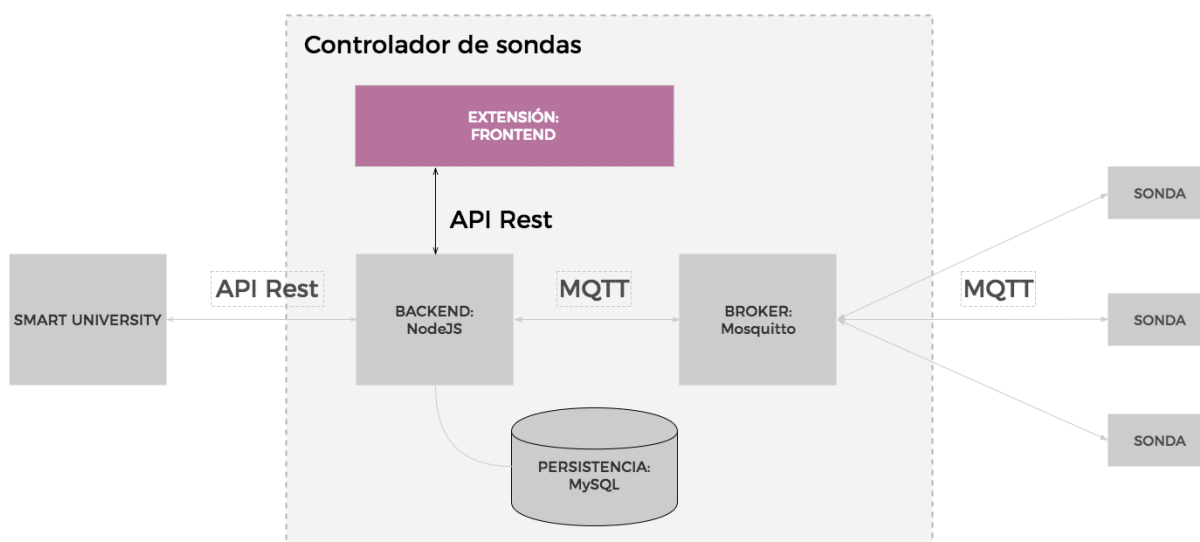 Controlador de sondas
EXTENSIÓN:
FRONTEND
API Rest
SMART UNIVERSITY
API Rest
BACKEND:
NodeJS
MQTT
BROKER:
Mosquitto
MQTT
SONDA
SONDA
SONDA
PERSISTENCIA:
MySQL